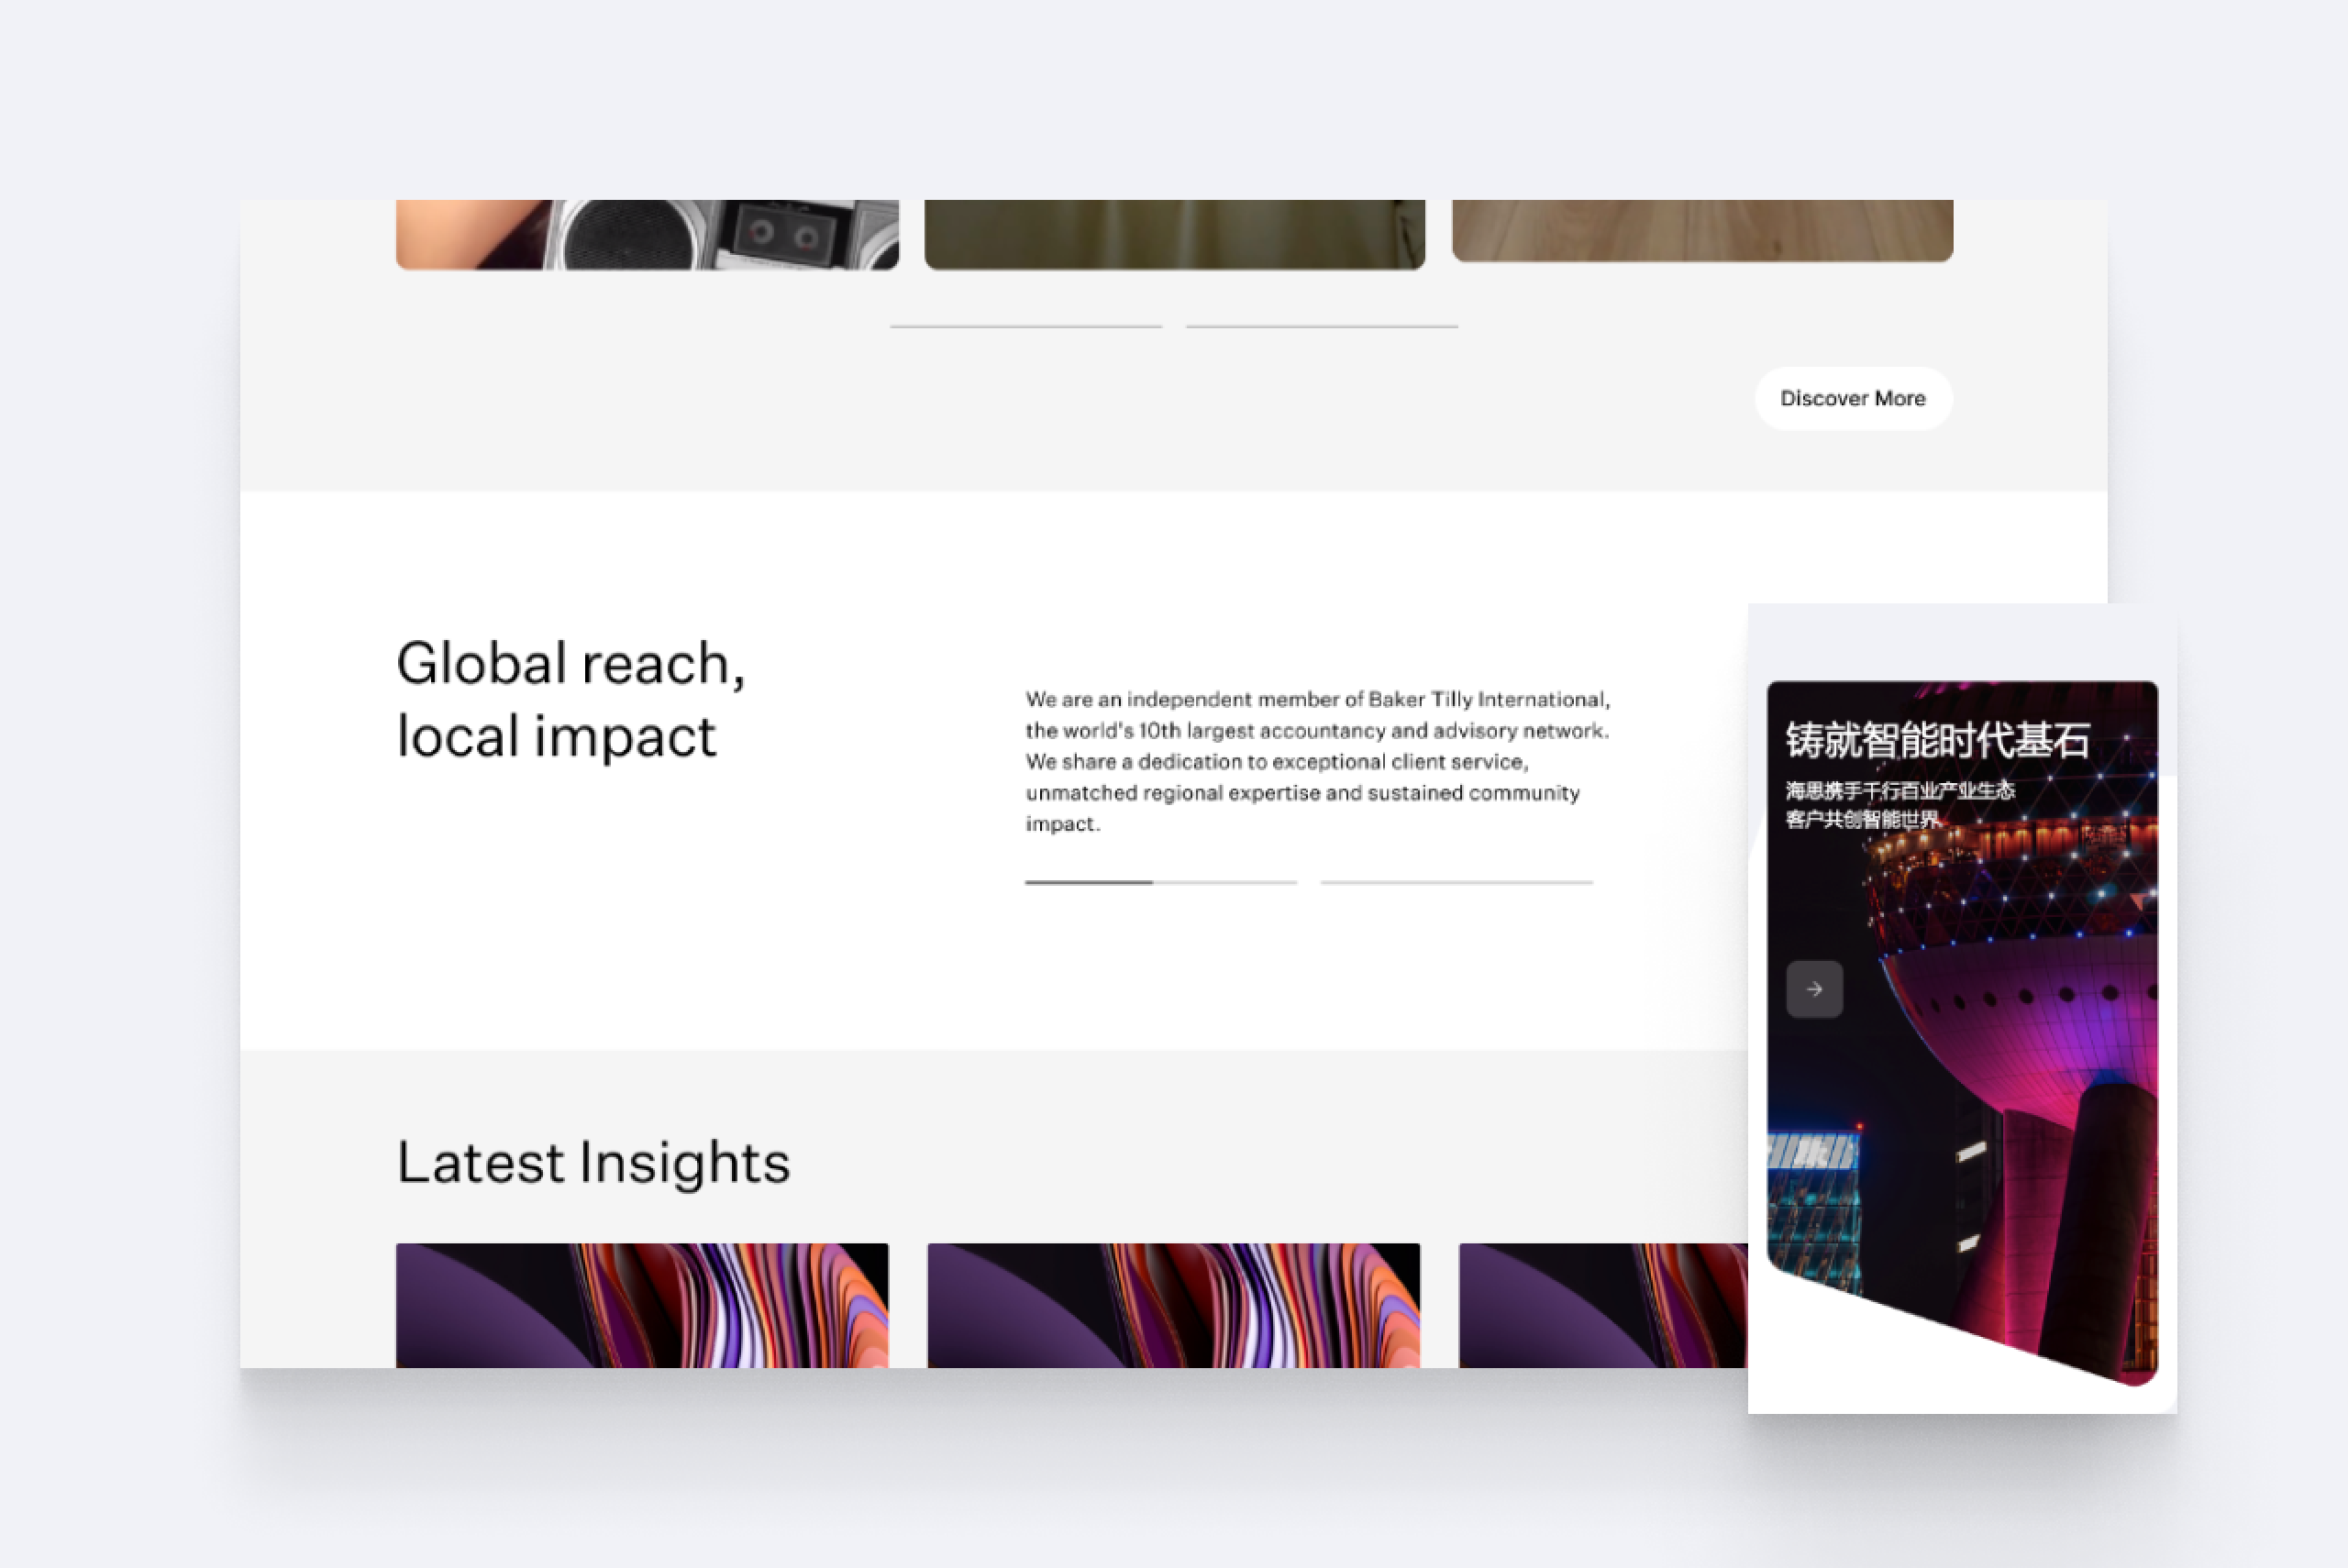 Discover More
Global reach,
local impact
We are an independent member of Baker Tilly International,
the world's 10th largest accountancy and advisory network.
We share a dedication to exceptional client service,
unmatched regional expertise and sustained community
impact.
Latest Insights
铸就智能时代基石
海思携手千行百业产业生态
客户共创智能世界。